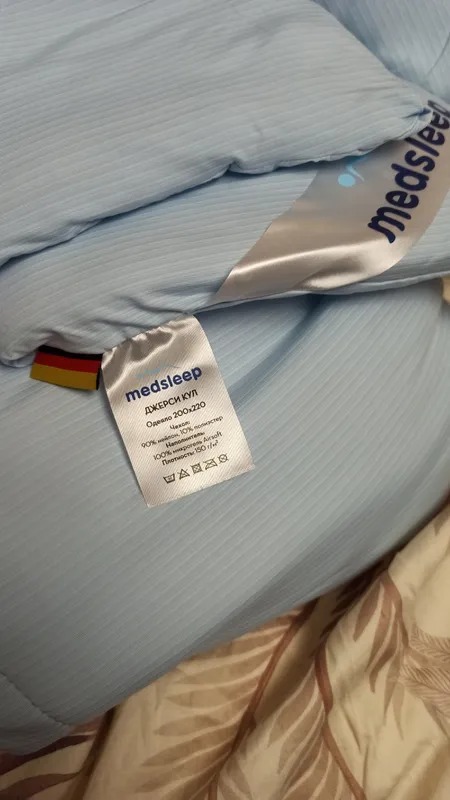 medsleep
medsleep
ДЖЕРСИ КУЛ
Одеяло 200х220
Чехол:
90% нейлон, 10% полиэстер
Наполнитель:
100% микрогель Airsoft
Плотность: 150 г/м²